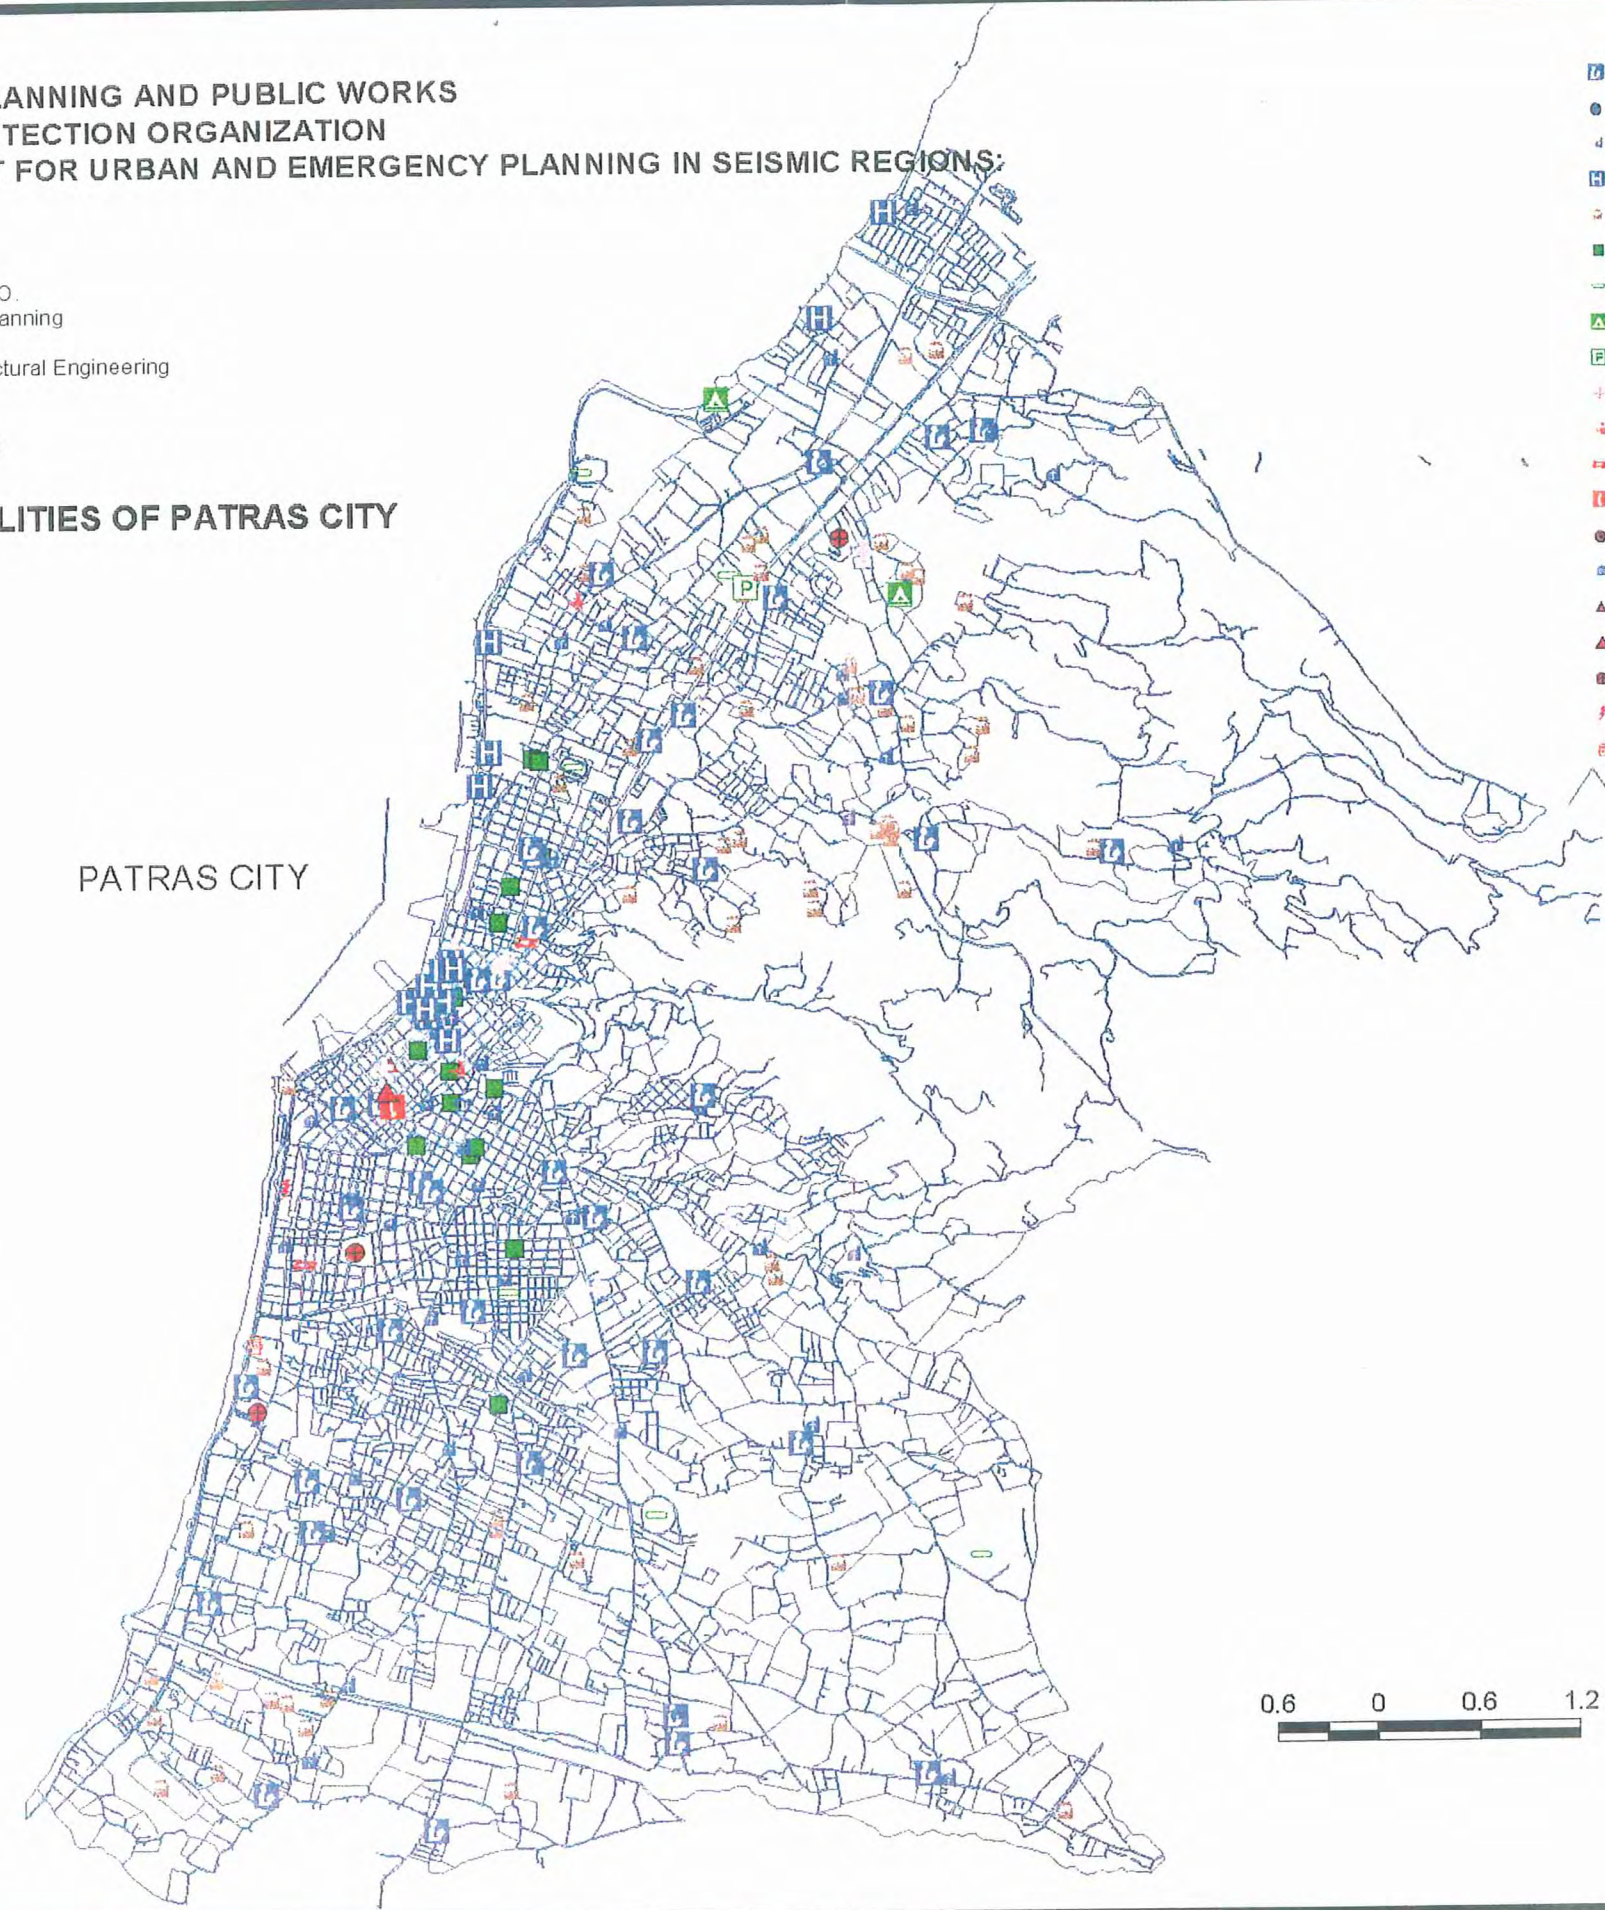 LANNING AND PUBLIC WORKS
TECTION ORGANIZATION
T FOR URBAN AND EMERGENCY PLANNING IN SEISMIC REGIONS:
O.
anning
ctural Engineering
LITIES OF PATRAS CITY
PATRAS CITY
0.6 0 0.6 1.2